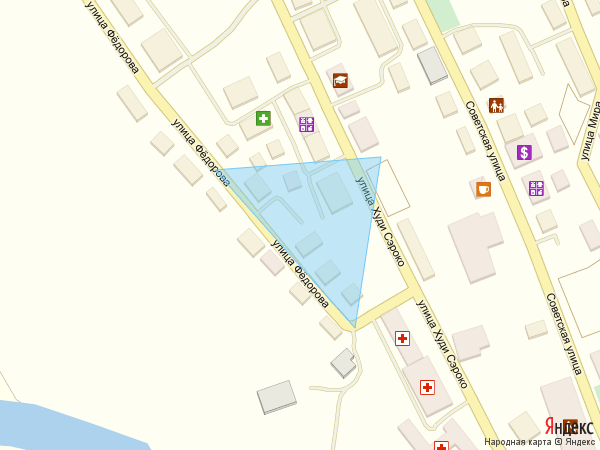 улица Фёдорова
улица Фёдорова
Советская улица
улица Мира
улица Худи Сэроко
улица Фёдорова
улица Худи Сэроко
Советская улица
Яндекс
Народная карта © Яндекс